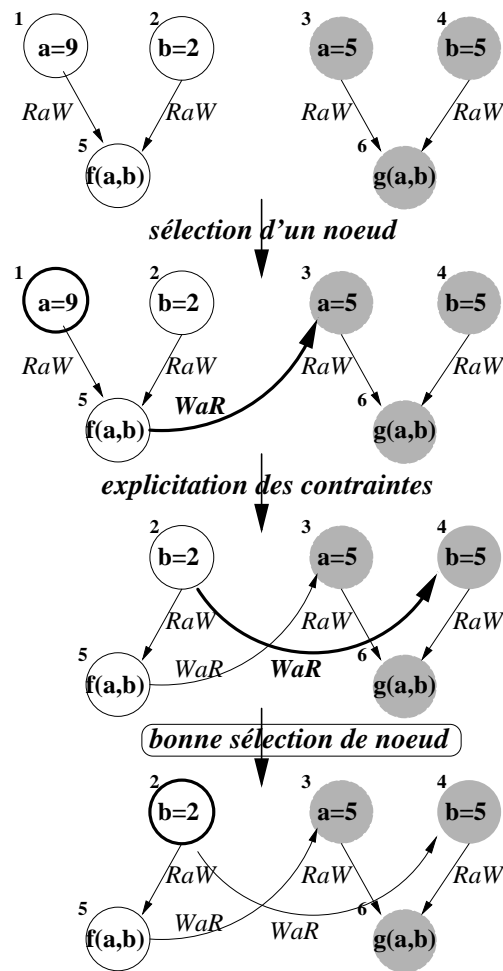 1 2 3 4
a=9 b=2 a=5 b=5
RaW RaW RaW RaW
5 6
f(a,b) g(a,b)
sélection d'un noeud
1 2 3 4
a=9 b=2 a=5 b=5
RaW RaW RaW RaW
5 WaR 6
f(a,b) g(a,b)
explicitation des contraintes
2 3 4
b=2 a=5 b=5
RaW RaW RaW
5 WaR WaR 6
f(a,b) g(a,b)
bonne sélection de noeud
2 3 4
b=2 a=5 b=5
RaW RaW RaW
5 WaR WaR 6
f(a,b) g(a,b)